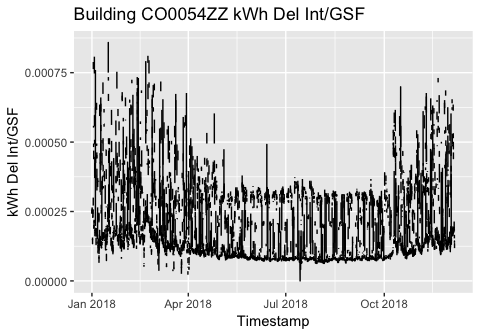 Building CO0054ZZ kWh Del Int/GSF
kWh Del Int/GSF
0.00075
0.00050
0.00025
0.00000
Jan 2018 Apr 2018 Jul 2018 Oct 2018
Timestamp